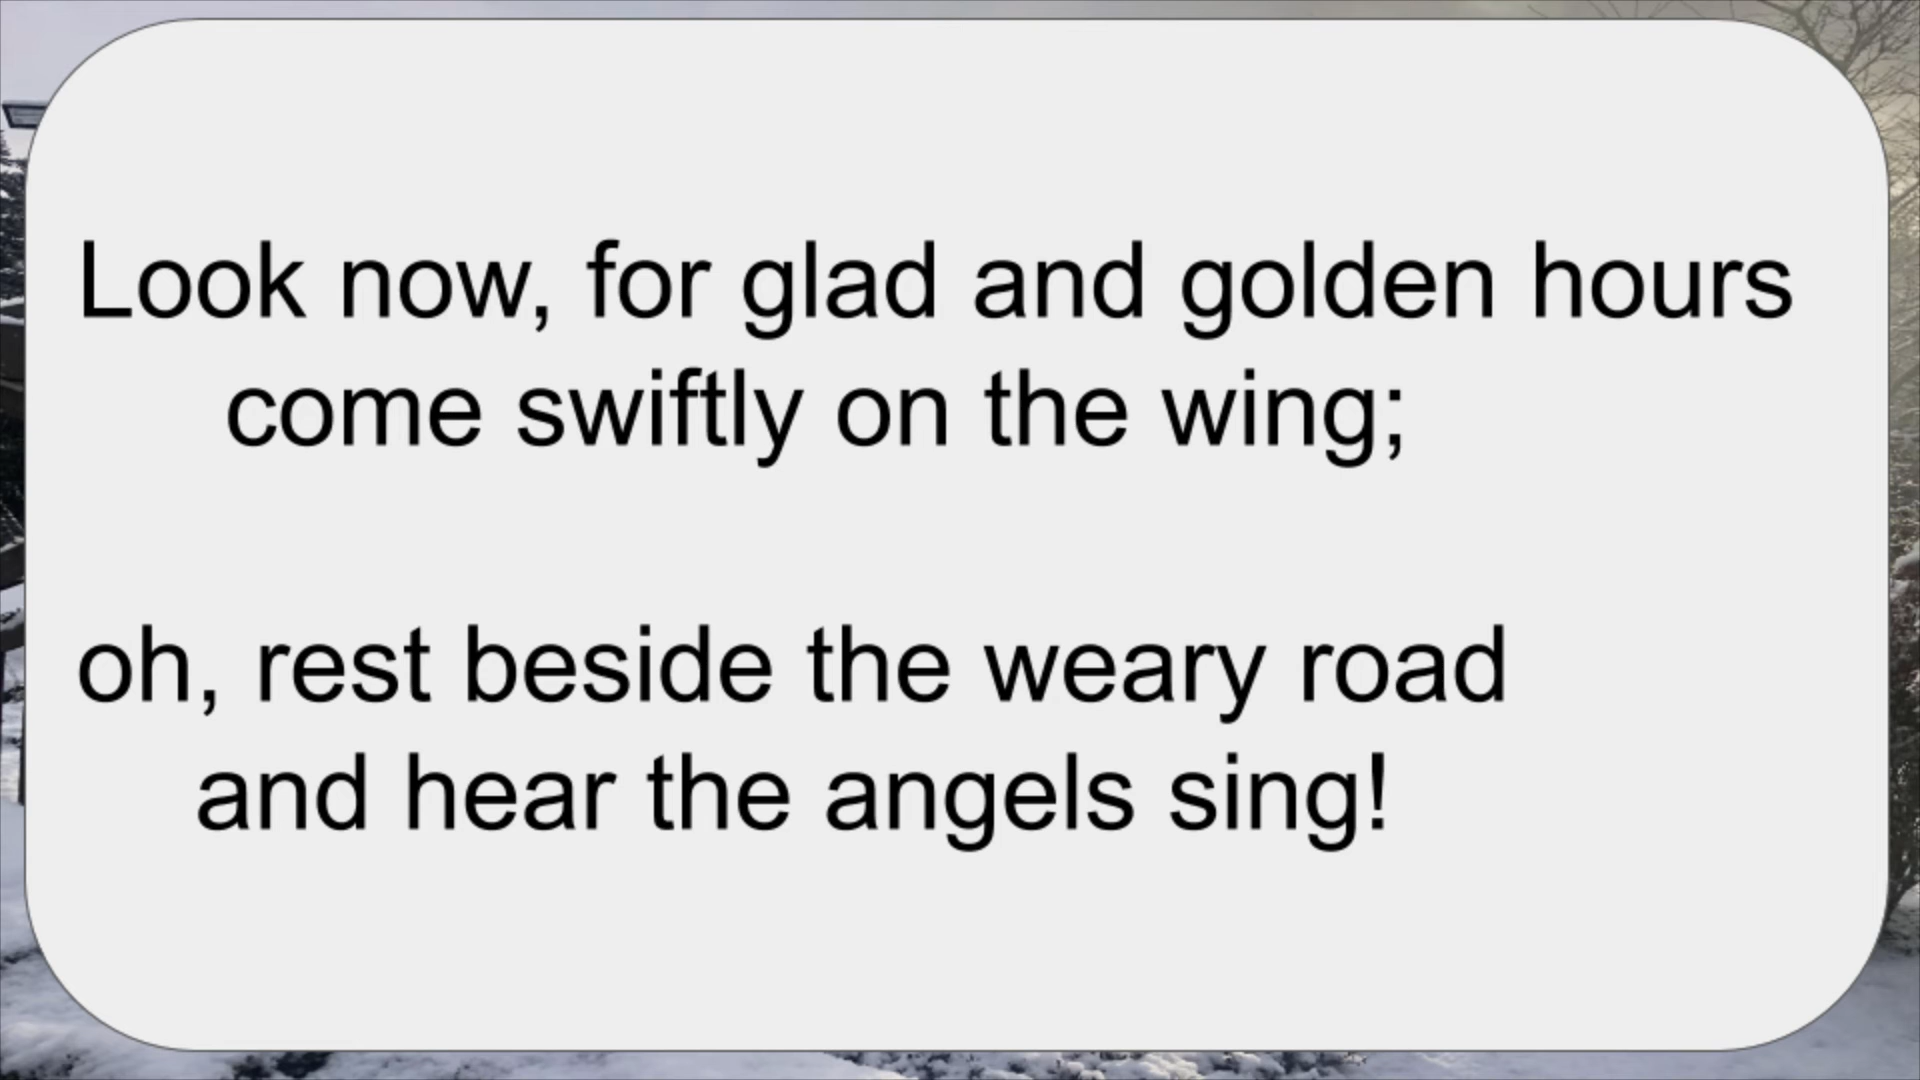 Look now, for glad and golden hours
come swiftly on the wing;
oh, rest beside the weary road
and hear the angels sing!